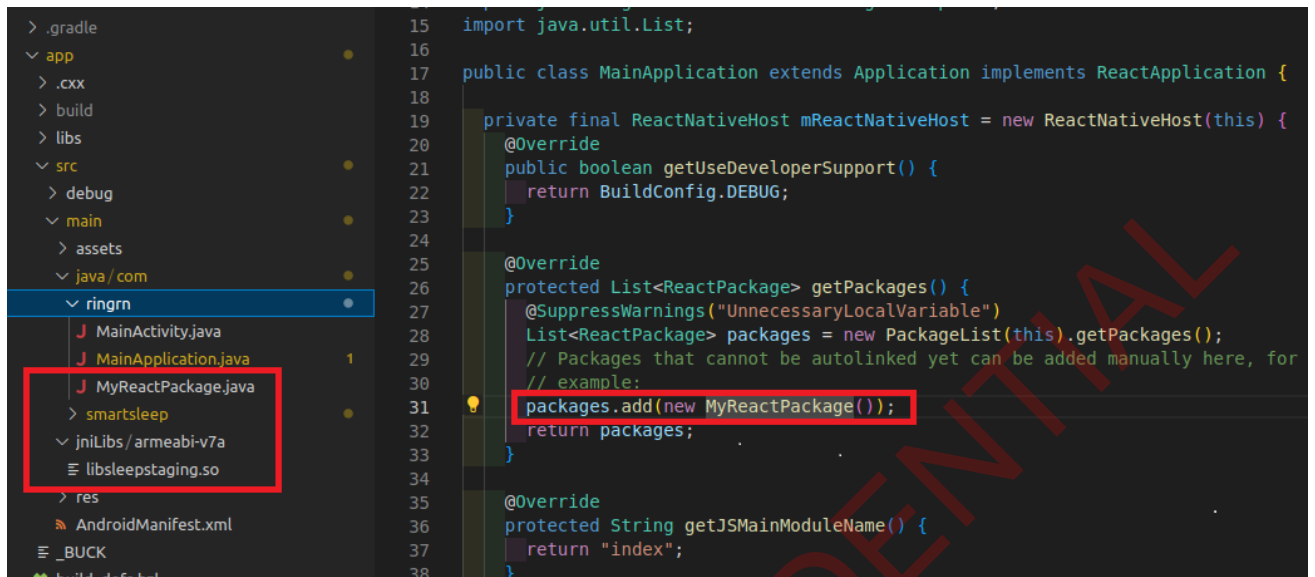 .gradle
app
.cxx
build
libs
src
debug
main
assets
java/com
ringrn
MainActivity.java
MainApplication.java 1
MyReactPackage.java
smartsleep
jniLibs/armeabi-v7a
libsleepstaging.so
res
AndroidManifest.xml
_BUCK
15 import java.util.List;
16
17 public class MainApplication extends Application implements ReactApplication {
18
19 private final ReactNativeHost mReactNativeHost = new ReactNativeHost(this) {
20 @Override
21 public boolean getUseDeveloperSupport() {
22 return BuildConfig.DEBUG;
23 }
24
25 @Override
26 protected List<ReactPackage> getPackages() {
27 @SuppressWarnings("UnnecessaryLocalVariable")
28 List<ReactPackage> packages = new PackageList(this).getPackages();
29 // Packages that cannot be autolinked yet can be added manually here, for
30 // example:
31 packages.add(new MyReactPackage());
32 return packages;
33 }
34
35 @Override
36 protected String getJSMainModuleName() {
37 return "index";
38 }
DENTIAL